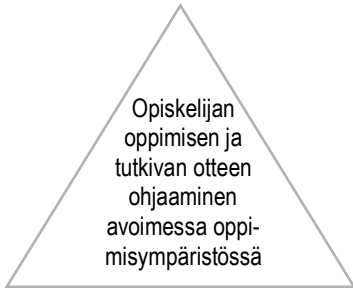 Opiskelijan
oppimisen ja
tutkivan otteen
ohjaaminen
avoimessa oppi-
misympäristössä